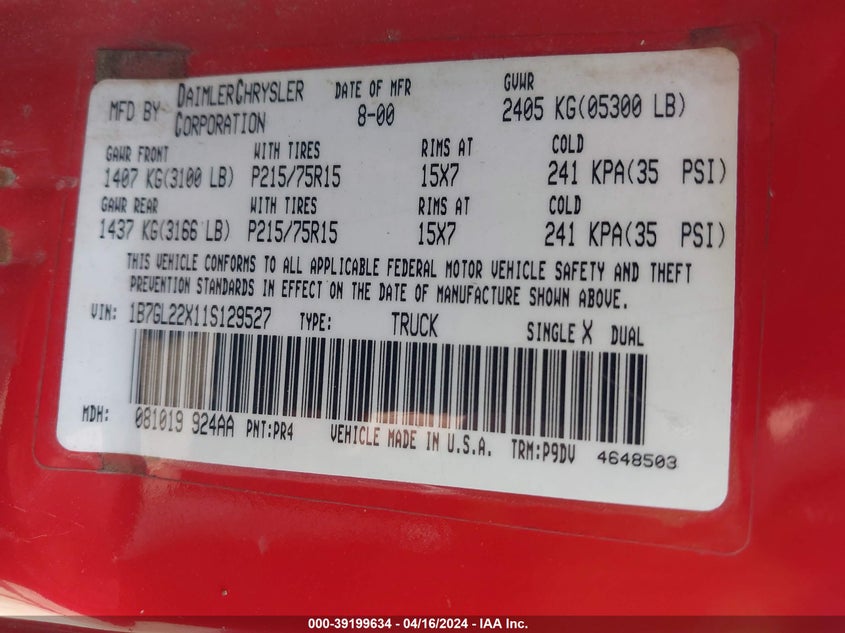 MFD BY DAIMLERCHRYSLER CORPORATION DATE OF MFR 8-00 GVWR 2405 KG(05300 LB)
GAWR FRONT WITH TIRES RIMS AT COLD
1407 KG(3100 LB) P215/75R15 15X7 241 KPA(35 PSI)
GAWR REAR WITH TIRES RIMS AT COLD
1437 KG(3166 LB) P215/75R15 15X7 241 KPA(35 PSI)
THIS VEHICLE CONFORMS TO ALL APPLICABLE FEDERAL MOTOR VEHICLE SAFETY AND THEFT
PREVENTION STANDARDS IN EFFECT ON THE DATE OF MANUFACTURE SHOWN ABOVE.
VIN: 1B7GL22X11S129527 TYPE: TRUCK SINGLE X DUAL
MDH: 081019 924AA PNT:PR4 VEHICLE MADE IN U.S.A. TRM:P9DV 4648503
000-39199634 - 04/16/2024 - IAA Inc.